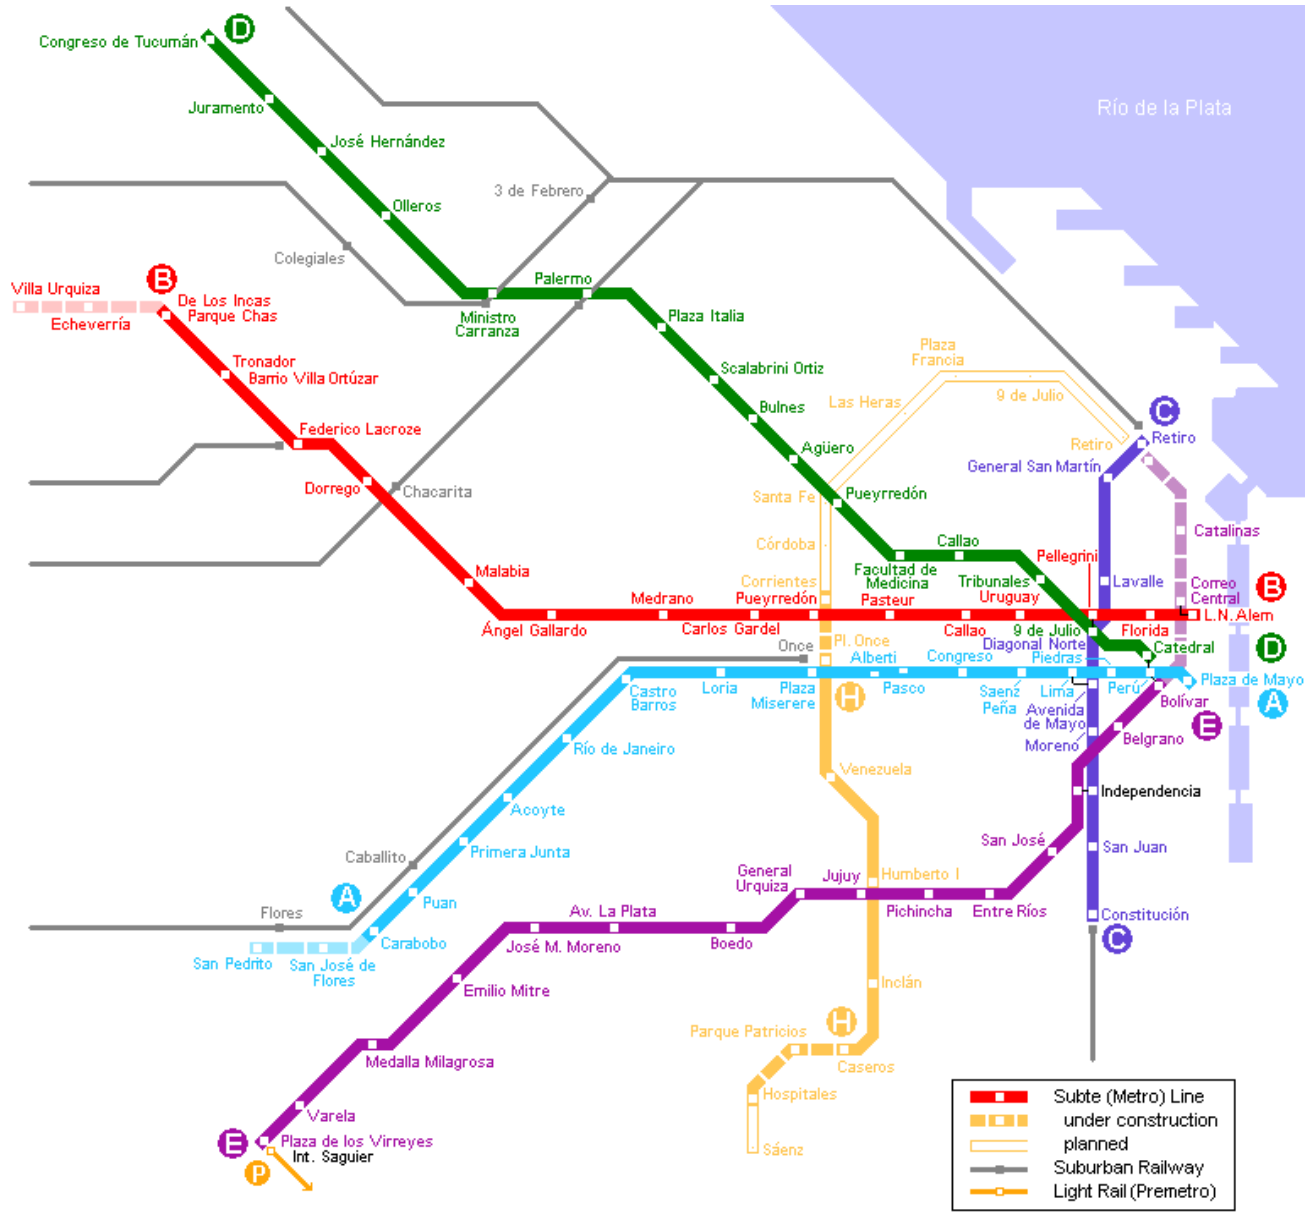 D
Congreso de Tucumán
Juramento
José Hernández
Olleros
3 de Febrero
Colegiales
Río de la Plata
B
Villa Urquiza
Echeverría
De Los Incas
Parque Chas
Palermo
Ministro
Carranza
Plaza Italia
Tronador
Barrio Villa Ortúzar
Scalabrini Ortiz
Plaza
Francia
9 de Julio
Las Heras
Bulnes
C
Retiro
Retiro
Federico Lacroze
Agüero
General San Martín
Dorrego
Chacarita
Santa Fe
Pueyrredón
Córdoba
Catalinas
Callao
Pellegrini
Facultad de
Medicina
Tribunales
Malabia
Corrientes
Lavalle
Correo
Central
B
Medrano
Pueyrredón
Pasteur
Uruguay
L.N. Alem
Ángel Gallardo
Carlos Gardel
Callao
9 de Julio
Florida
Once
Pl. Once
Diagonal Norte
Catedral
D
Alberti
Congreso
Piedras
Castro
Barros
Loria
Plaza
Miserere
H
Pasco
Saenz
Peña
Lima
Perú
Plaza de Mayo
A
Bolívar
Avenida
de Mayo
Moreno
E
Belgrano
Río de Janeiro
Venezuela
Acoyte
Independencia
Primera Junta
San José
San Juan
Caballito
General
Urquiza
Jujuy
Humberto I
A
Puan
Pichincha
Entre Ríos
Constitución
Flores
Av. La Plata
C
Carabobo
José M. Moreno
Boedo
San Pedrito
San José de
Flores
Emilio Mitre
Inclán
H
Parque Patricios
Caseros
Medalla Milagrosa
Hospitales
Varela
E
Plaza de los Virreyes
Int. Saguier
P
Sáenz
Subte (Metro) Line
under construction
planned
Suburban Railway
Light Rail (Premetro)